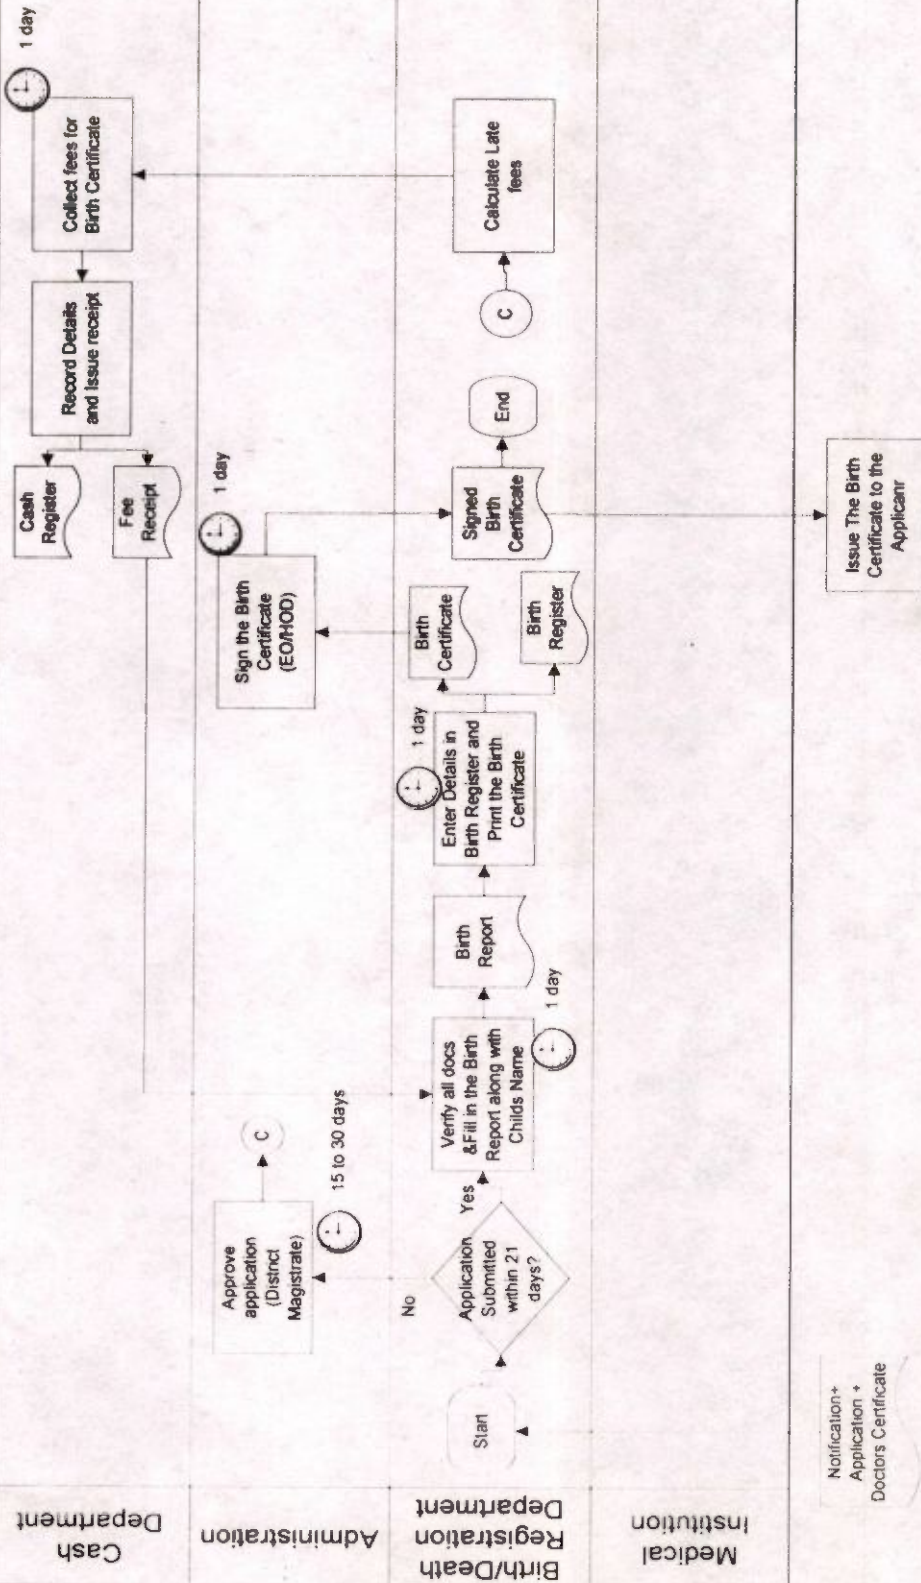 Cash
Department
1 day
Collect fees for
Birth Certificate
Record Details
and Issue receipt
Cash
Register
Fee
Receipt
Administration
Approve
application
(District
Magistrate)
15 to 30 days
C
Sign the Birth
Certificate
(EO/HOD)
1 day
Birth/Death
Registration
Department
Start
Application
Submitted
within 21
days?
No
Yes
Verify all docs
&Fill in the Birth
Report along with
Childs Name
1 day
Birth
Report
Enter Details in
Birth Register and
Print the Birth
Certificate
1 day
Birth
Certificate
Birth
Register
Signed
Birth
Certificate
End
C
Calculate Late
fees
Medical
Institution
Notification+
Application +
Doctors Certificate
Issue The Birth
Certificate to the
Applicanr